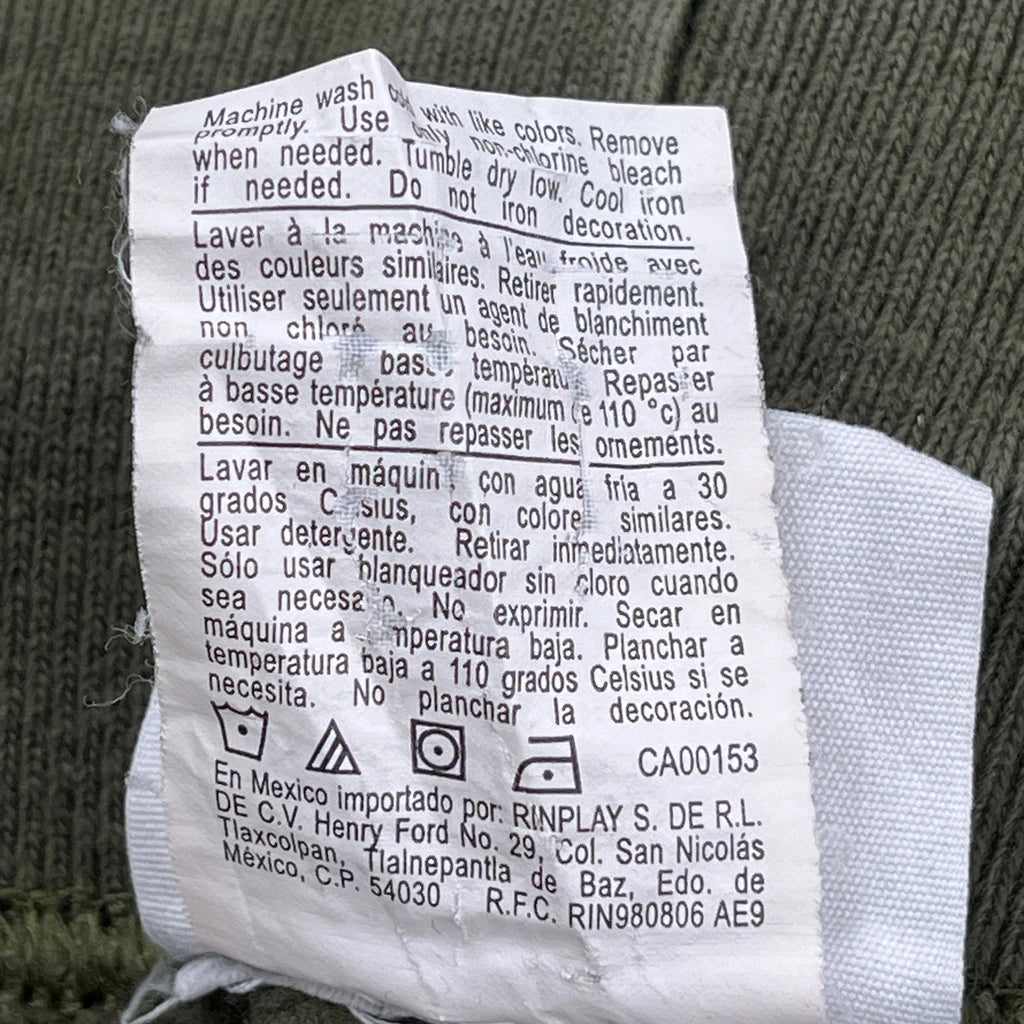 Machine wash cold with like colors. Remove
promptly. Use only non-chlorine bleach
when needed. Tumble dry low. Cool iron
if needed. Do not iron decoration.
Laver à la machine à l'eau froide avec
des couleurs similaires. Retirer rapidement.
Utiliser seulement un agent de blanchiment
non chloré au besoin. Sécher par
culbutage basse température Repasser
à basse température (maximum de 110 °c) au
besoin. Ne pas repasser les ornements.
Lavar en máquina con agua fría a 30
grados Celsius, con colores similares.
Usar detergente. Retirar inmediatamente.
Sólo usar blanqueador sin cloro cuando
sea necesario. No exprimir. Secar en
máquina a temperatura baja. Planchar a
temperatura baja a 110 grados Celsius si se
necesita. No planchar la decoración.
CA00153
En Mexico importado por: RINPLAY S. DE R.L.
DE C.V. Henry Ford No. 29, Col. San Nicolás
Tlaxcolpan, Tlalnepantla de Baz, Edo. de
México, C.P. 54030 R.F.C. RIN980806 AE9